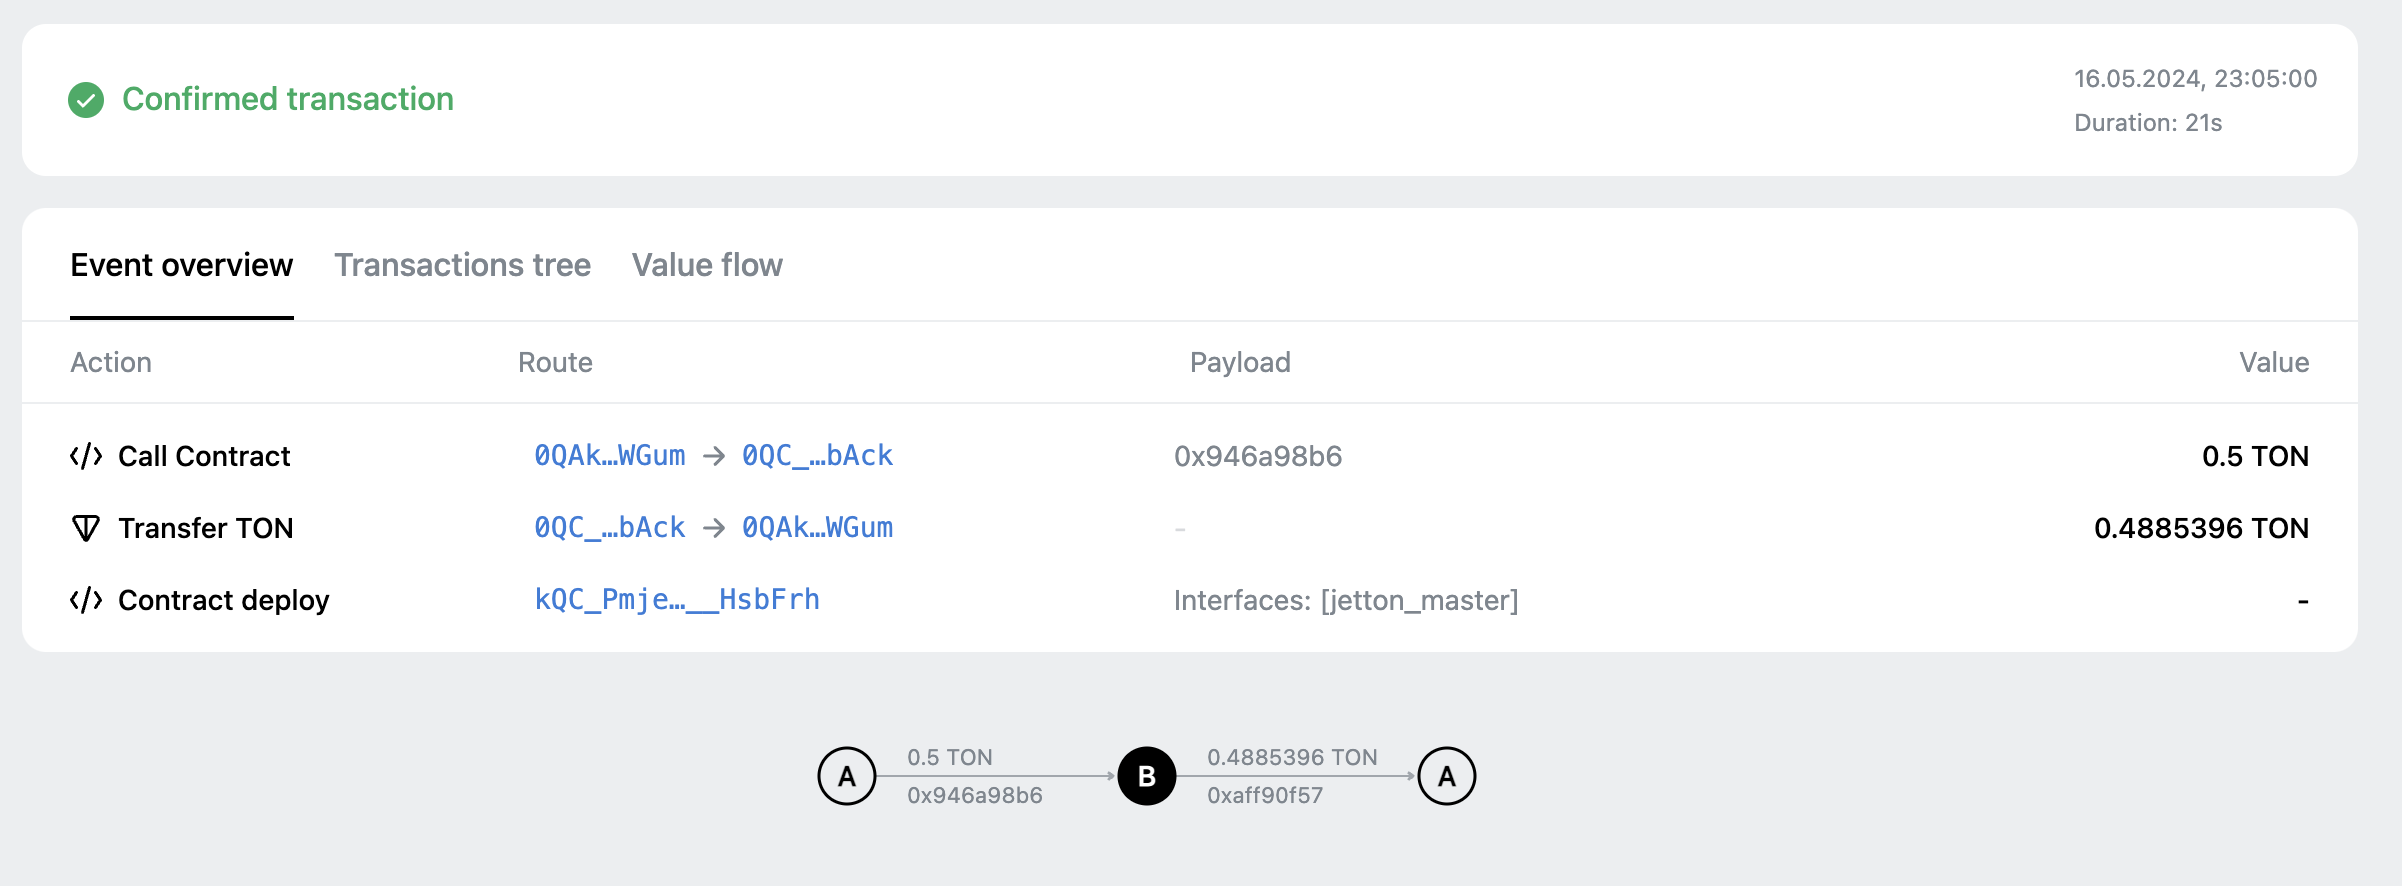 Confirmed transaction
16.05.2024, 23:05:00
Duration: 21s
Event overview Transactions tree Value flow
Action Route Payload Value
Call Contract 0QAk…WGum → 0QC_…bAck 0x946a98b6 0.5 TON
Transfer TON 0QC_…bAck → 0QAk…WGum - 0.4885396 TON
Contract deploy kQC_Pmje…__HsbFrh Interfaces: [jetton_master] -
A 0.5 TON B 0.4885396 TON A
0x946a98b6 0xaff90f57